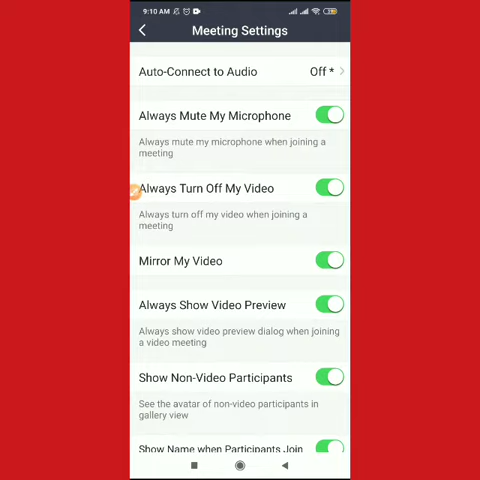 9:10 AM
Meeting Settings
Auto-Connect to Audio Off *
Always Mute My Microphone
Always mute my microphone when joining a
meeting
Always Turn Off My Video
Always turn off my video when joining a
meeting
Mirror My Video
Always Show Video Preview
Always show video preview dialog when joining
a video meeting
Show Non-Video Participants
See the avatar of non-video participants in
gallery view
Show Name when Participants Join